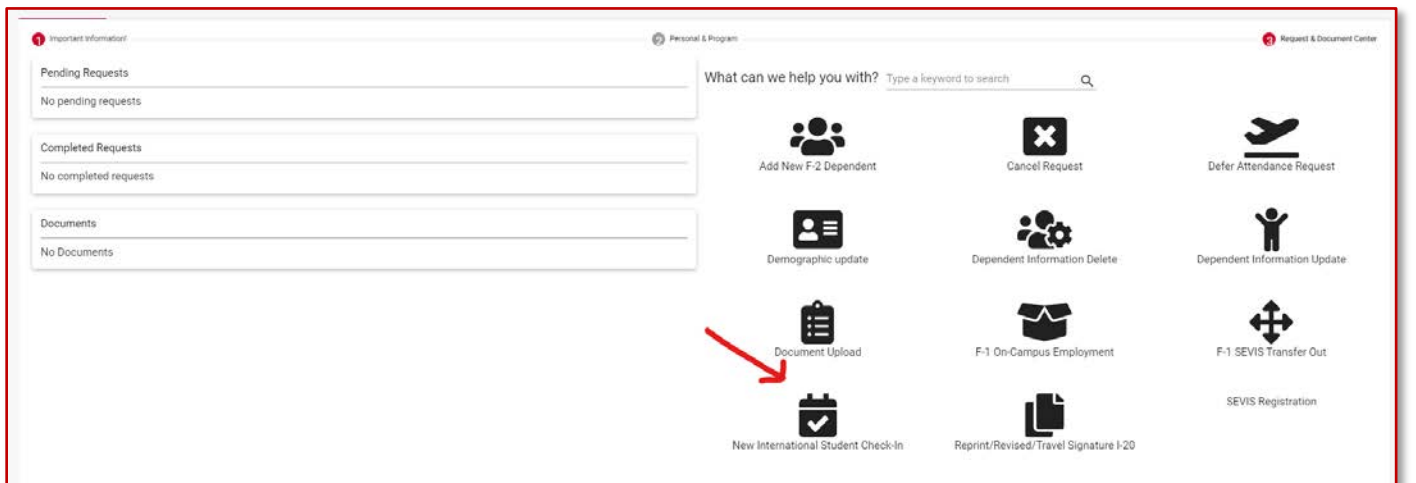 1 Important Information!
2 Personal & Program
3 Request & Document Center
Pending Requests
No pending requests
Completed Requests
No completed requests
Documents
No Documents
What can we help you with? Type a keyword to search
Add New F-2 Dependent
Cancel Request
Defer Attendance Request
Demographic update
Dependent Information Delete
Dependent Information Update
Document Upload
F-1 On-Campus Employment
F-1 SEVIS Transfer Out
New International Student Check-In
Reprint/Revised/Travel Signature I-20
SEVIS Registration